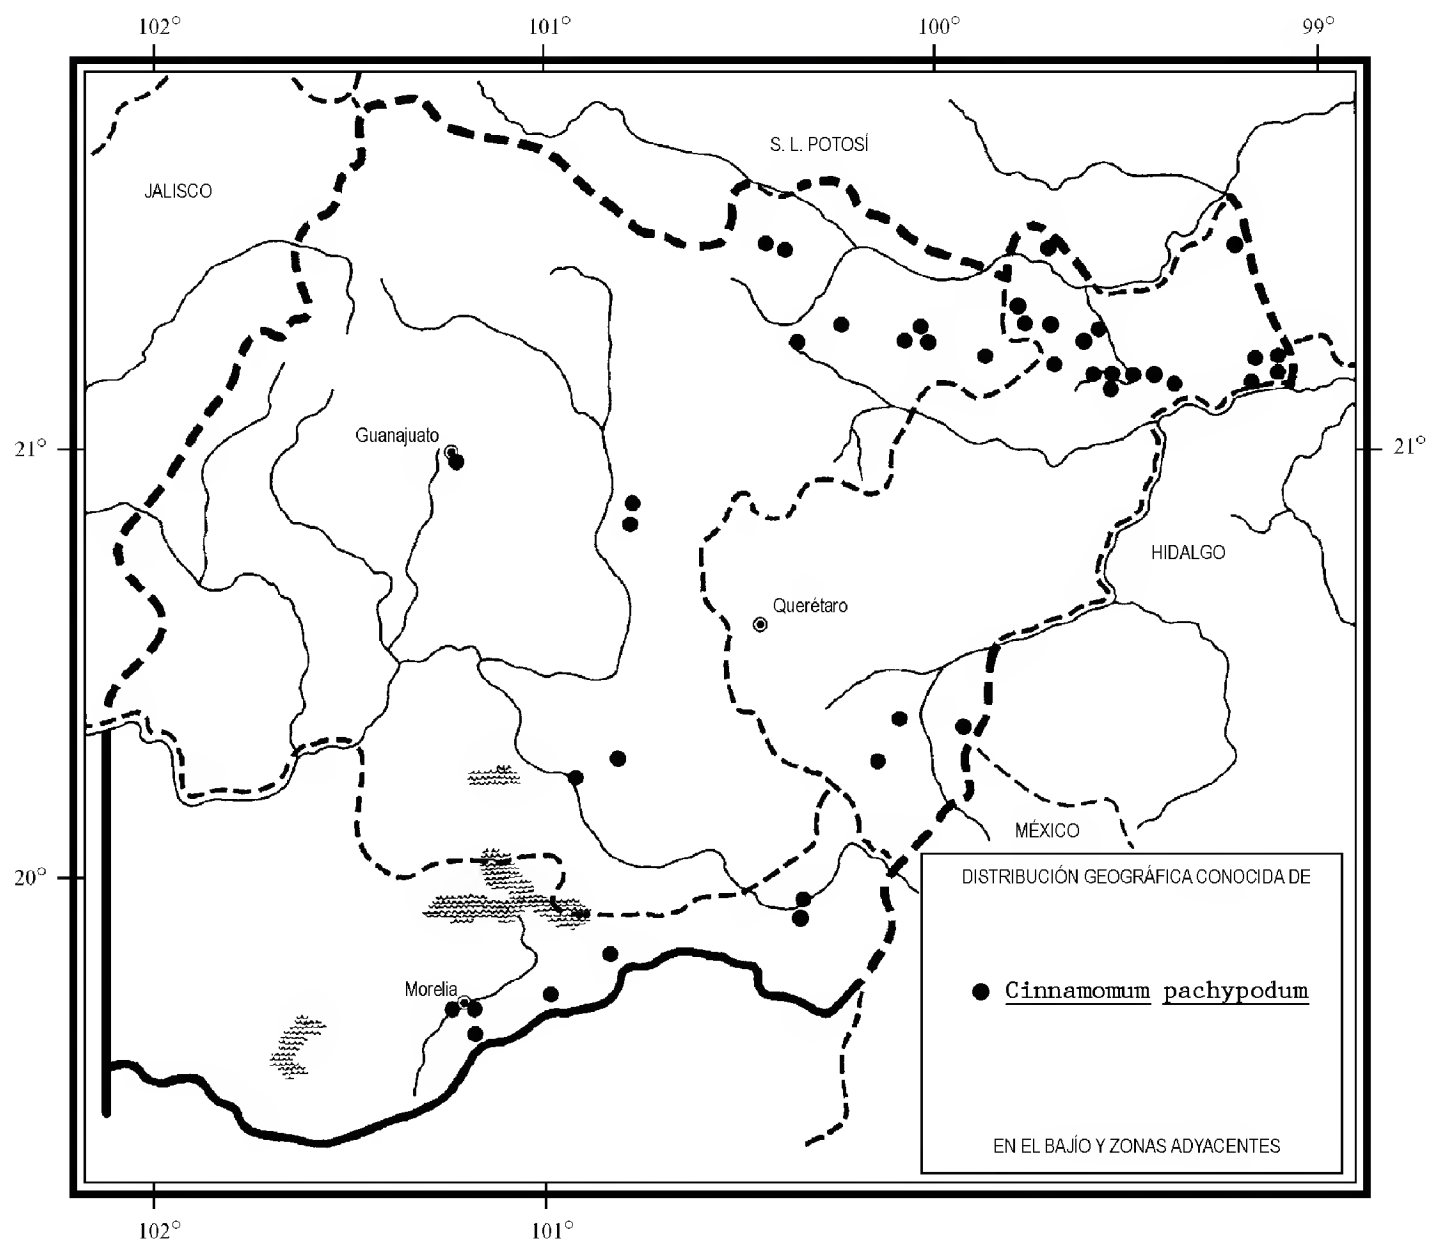 102° 101° 100° 99°
S. L. POTOSÍ
JALISCO
Guanajuato
21° 21°
HIDALGO
Querétaro
MÉXICO
20°
DISTRIBUCIÓN GEOGRÁFICA CONOCIDA DE
Morelia
Cinnamomum pachypodum
EN EL BAJÍO Y ZONAS ADYACENTES
102° 101°